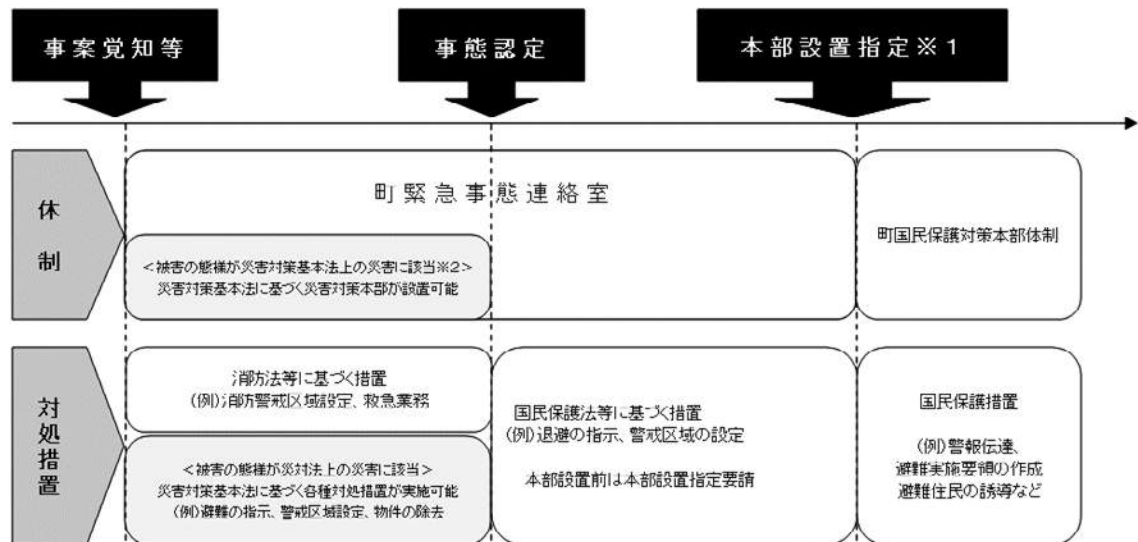 事案覚知等
事態認定
本部設置指定※1
体制
町緊急事態連絡室
<被害の態様が災害対策基本法上の災害に該当※2>
災害対策基本法に基づく災害対策本部が設置可能
町国民保護対策本部体制
対処措置
消防法等に基づく措置
(例)消防警戒区域設定、救急業務
<被害の態様が災対法上の災害に該当>
災害対策基本法に基づく各種対処措置が実施可能
(例)避難の指示、警戒区域設定、物件の除去
国民保護法等に基づく措置
(例)退避の指示、警戒区域の設定
本部設置前は本部設置指定要請
国民保護措置
(例)警報伝達、
避難実施要領の作成
避難住民の誘導など